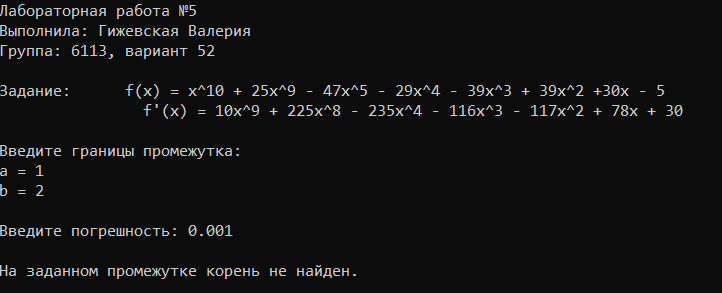 Лабораторная работа №5
Выполнила: Гижевская Валерия
Группа: 6113, вариант 52
Задание: f(x) = x^10 + 25x^9 - 47x^5 - 29x^4 - 39x^3 + 39x^2 +30x - 5
f'(x) = 10x^9 + 225x^8 - 235x^4 - 116x^3 - 117x^2 + 78x + 30
Введите границы промежутка:
a = 1
b = 2
Введите погрешность: 0.001
На заданном промежутке корень не найден.